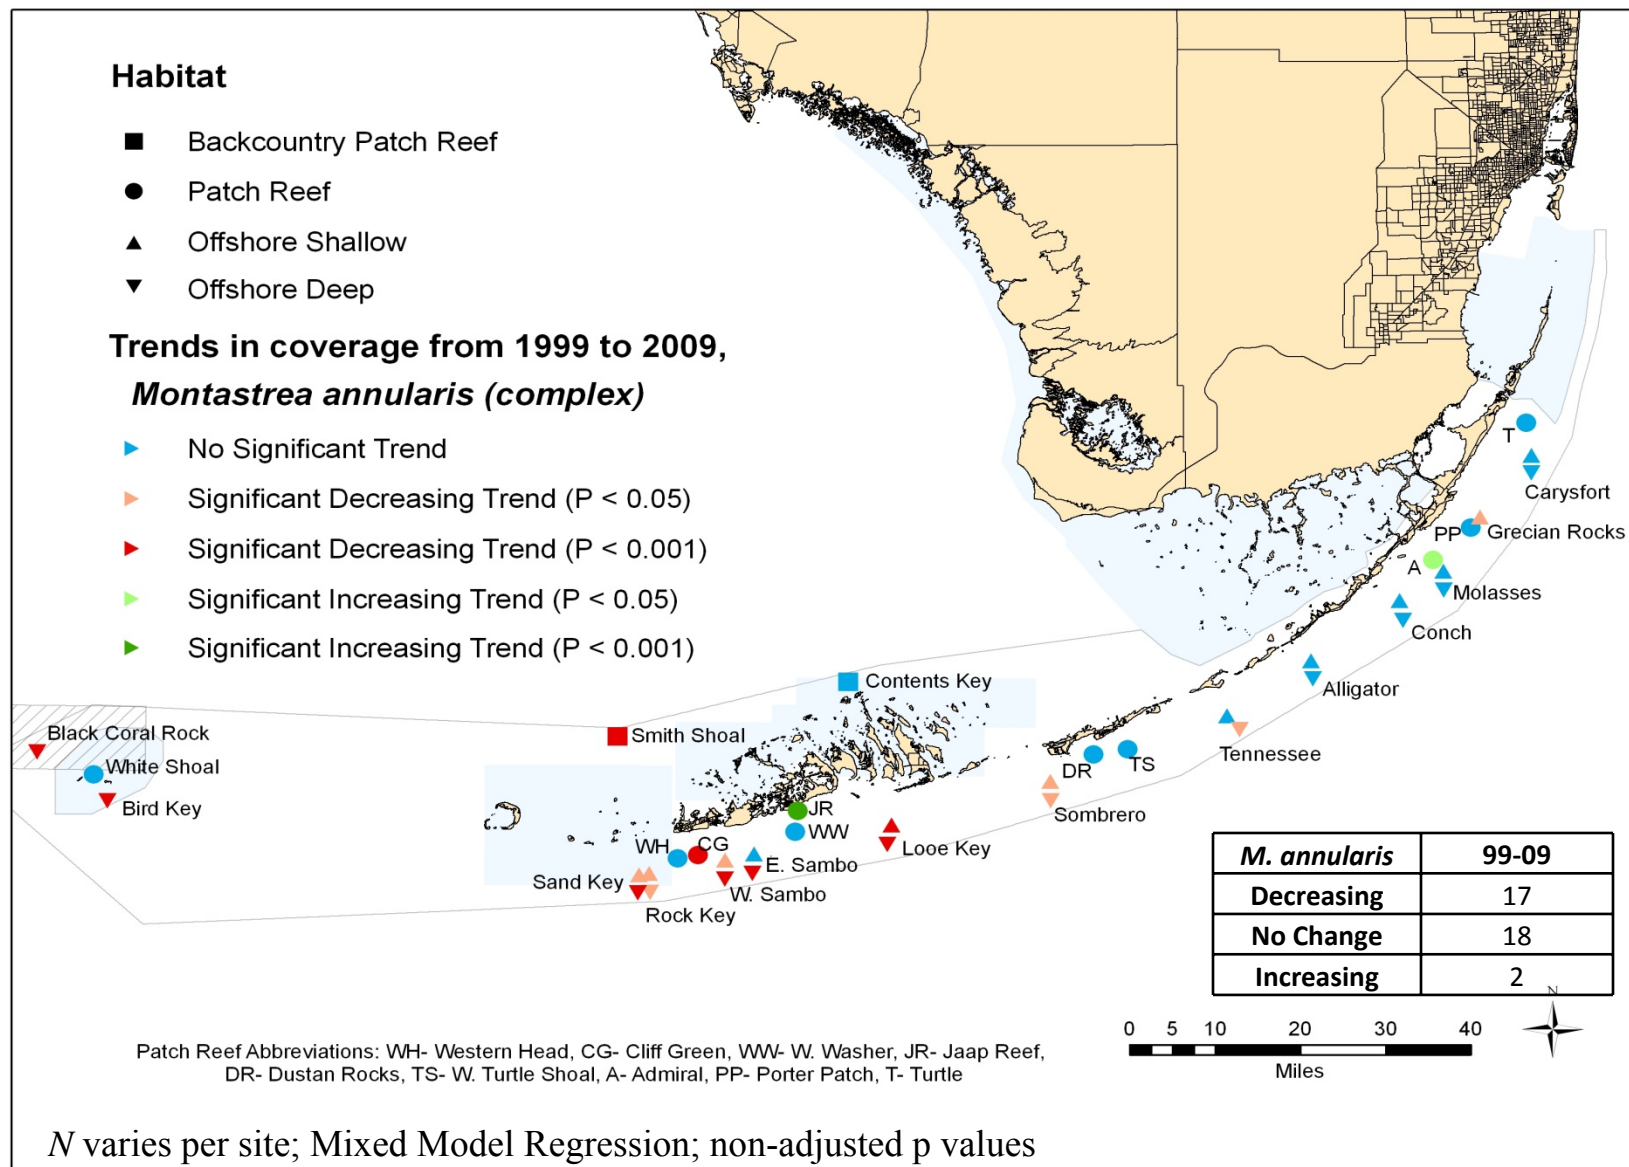 Habitat
Backcountry Patch Reef
Patch Reef
Offshore Shallow
Offshore Deep
Trends in coverage from 1999 to 2009,
Montastrea annularis (complex)
No Significant Trend
Significant Decreasing Trend (P < 0.05)
Significant Decreasing Trend (P < 0.001)
Significant Increasing Trend (P < 0.05)
Significant Increasing Trend (P < 0.001)
T
Carysfort
PP
Grecian Rocks
A
Molasses
Conch
Alligator
Tennessee
Contents Key
Smith Shoal
Black Coral Rock
White Shoal
Bird Key
DR
TS
Sombrero
JR
WW
Looe Key
WH
CG
E. Sambo
Sand Key
W. Sambo
Rock Key
M. annularis 99-09
Decreasing 17
No Change 18
Increasing 2
N
0 5 10 20 30 40
Miles
Patch Reef Abbreviations: WH- Western Head, CG- Cliff Green, WW- W. Washer, JR- Jaap Reef,
DR- Dustan Rocks, TS- W. Turtle Shoal, A- Admiral, PP- Porter Patch, T- Turtle
N varies per site; Mixed Model Regression; non-adjusted p values